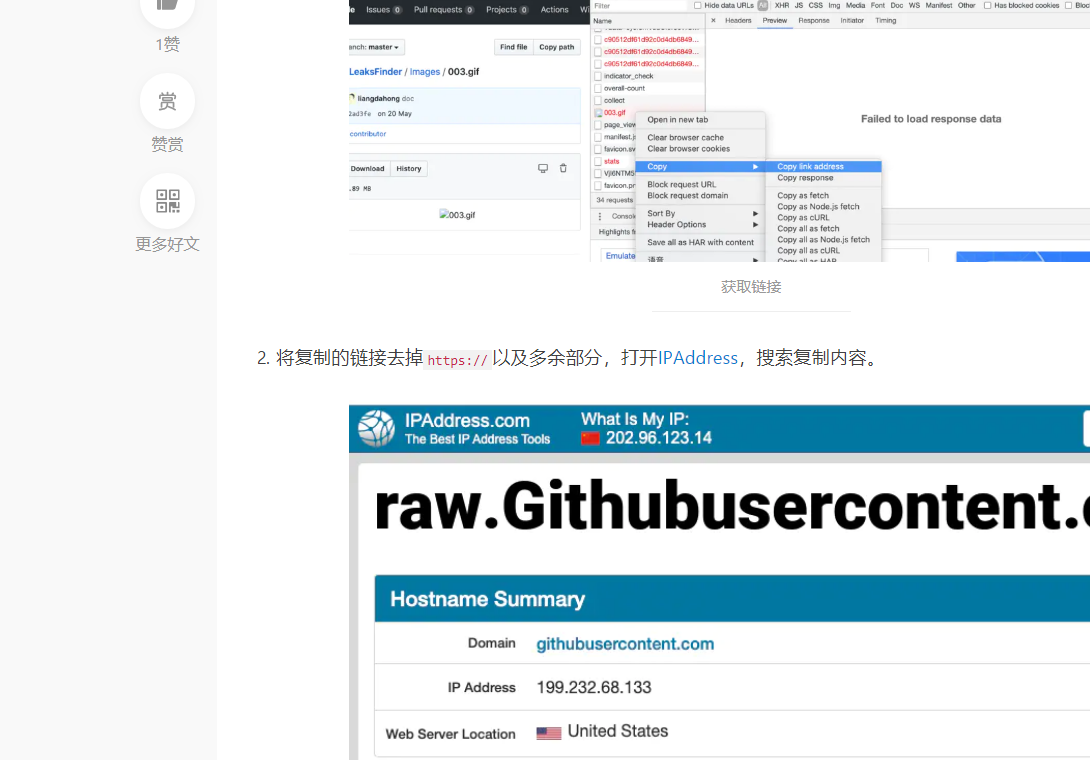 1赞
赏
赞赏
更多好文
Issues 0 Pull requests 0 Projects 0 Actions
master
Find file Copy path
LeaksFinder / Images / 003.gif
liangdahong doc
2ad3fe on 20 May
contributor
Download History
.89 MB
003.gif
Filter Hide data URLs All XHR JS CSS Img Media Font Doc WS Manifest Other Has blocked cookies
Name × Headers Preview Response Initiator Timing
c90512df61d92c0d4db6849...
c90512df61d92c0d4db6849...
c90512df61d92c0d4db6849...
indicator_check
overall-count
collect
003.gif
page_view
manifest.j
favicon.sv
stats
VJI6NTM5
favicon.pr
34 requests
Console
Highlights f
Emulate
Open in new tab
Clear browser cache
Clear browser cookies
Copy
Block request URL
Block request domain
Sort By
Header Options
Save all as HAR with content
语音
Copy link address
Copy response
Copy as fetch
Copy as Node.js fetch
Copy as cURL
Copy all as fetch
Copy all as Node.js fetch
Copy all as cURL
Copy all as HAR
Failed to load response data
获取链接
2. 将复制的链接去掉 https:// 以及多余部分，打开IPAddress，搜索复制内容。
IPAddress.com
The Best IP Address Tools
What Is My IP:
202.96.123.14
raw.Githubusercontent.
Hostname Summary
Domain githubusercontent.com
IP Address 199.232.68.133
Web Server Location United States